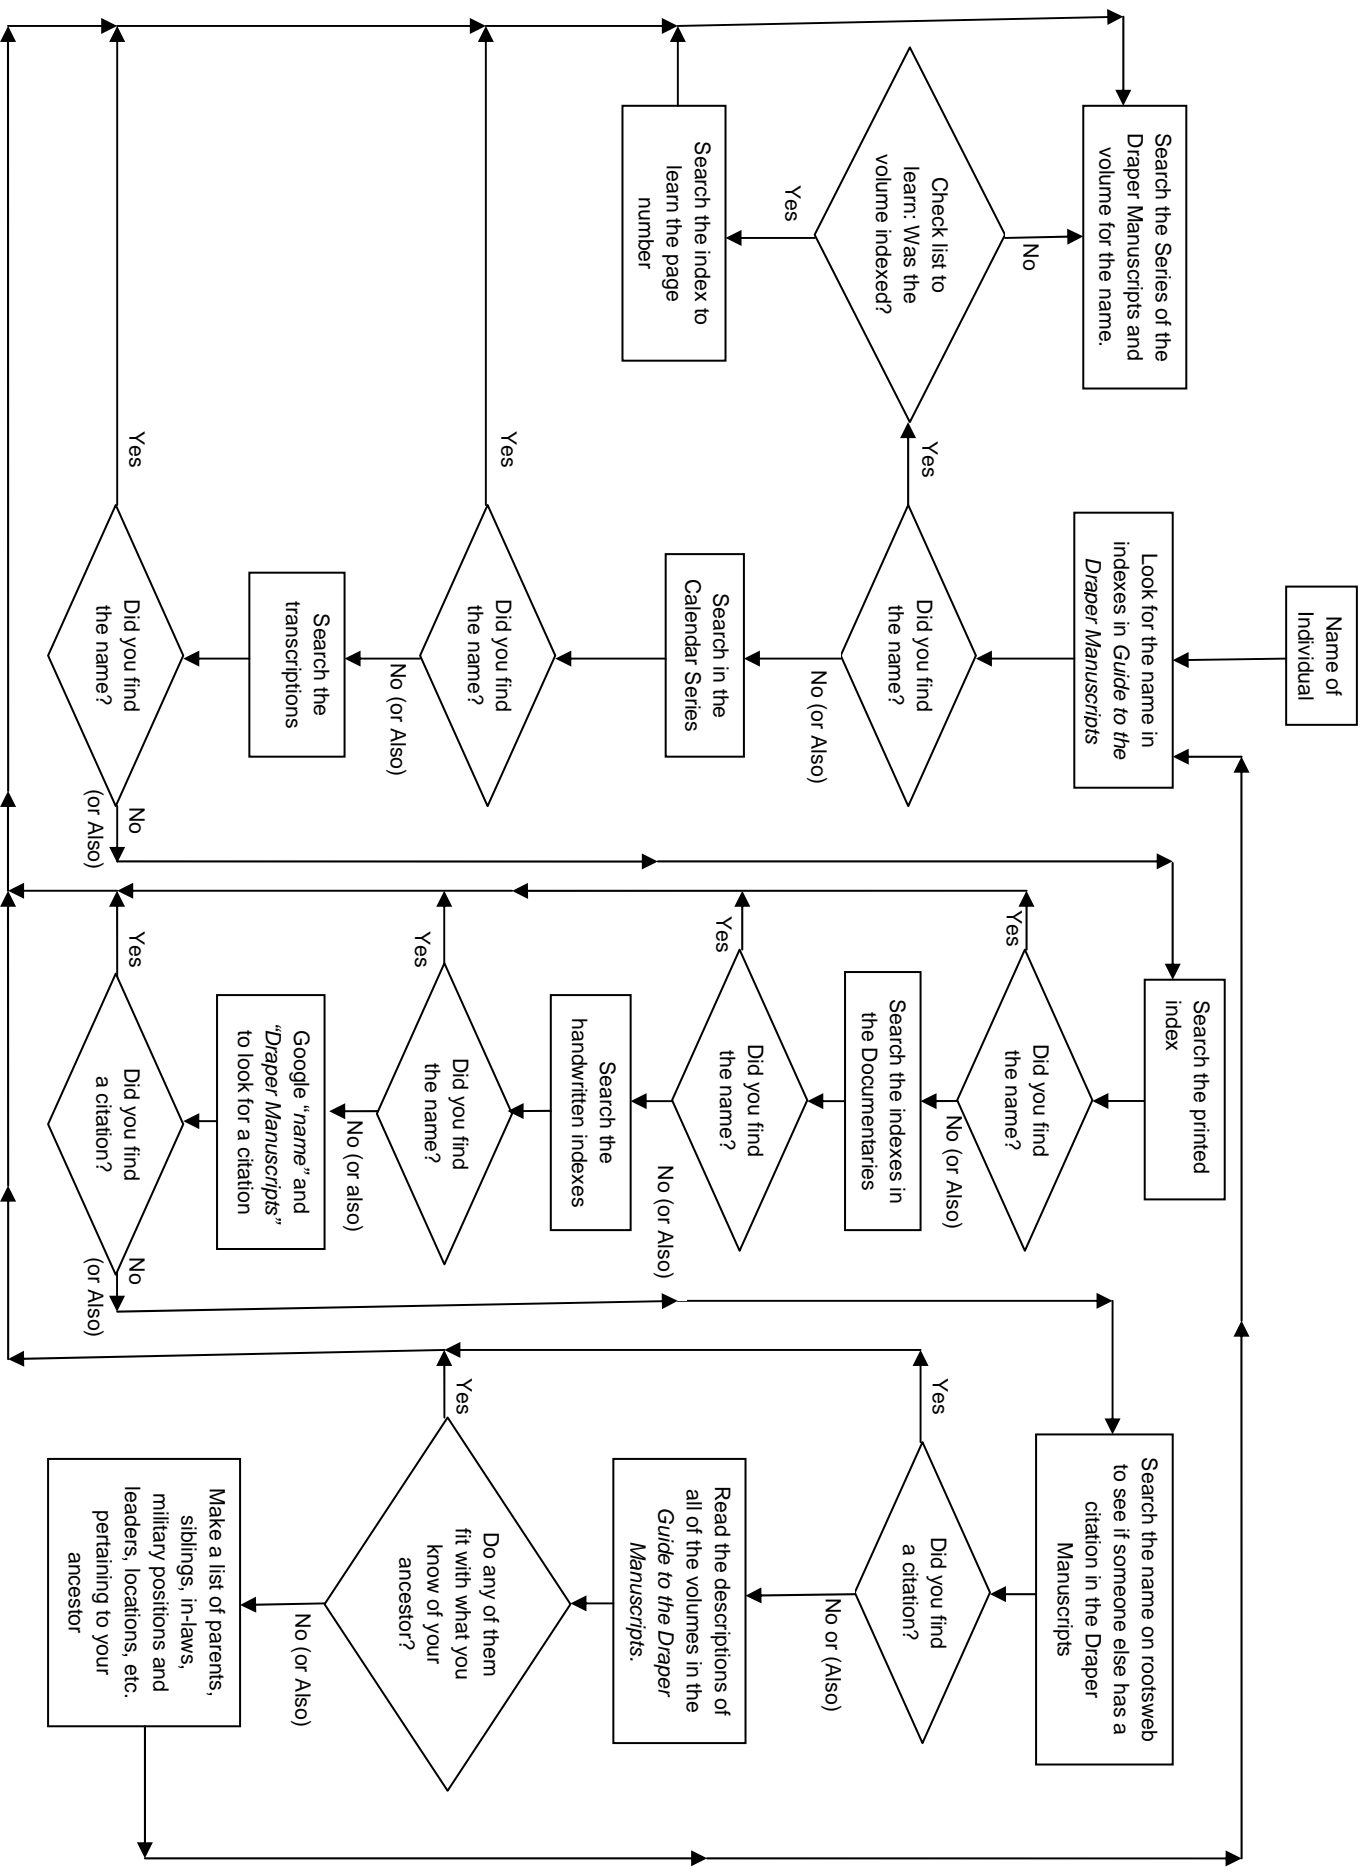 Name of
Individual
Look for the name in
indexes in Guide to the
Draper Manuscripts
Did you find
the name?
Yes
No (or Also)
Search the Series of the
Draper Manuscripts and
volume for the name.
No
Check list to
learn: Was the
volume indexed?
Yes
Search the index to
learn the page
number
Search in the
Calendar Series
Did you find
the name?
Yes
No (or Also)
Search the
transcriptions
Did you find
the name?
Yes
No
(or Also)
Search the printed
index
Did you find
the name?
Yes
No (or Also)
Search the indexes in
the Documentaries
Did you find
the name?
Yes
No (or Also)
Search the
handwritten indexes
Did you find
the name?
Yes
No (or also)
Google “name” and
“Draper Manuscripts”
to look for a citation
Did you find
a citation?
Yes
No
(or Also)
Search the name on rootsweb
to see if someone else has a
citation in the Draper
Manuscripts
Did you find
a citation?
Yes
No or (Also)
Read the descriptions of
all of the volumes in the
Guide to the Draper
Manuscripts.
Do any of them
fit with what you
know of your
ancestor?
Yes
No (or Also)
Make a list of parents,
siblings, in-laws,
military positions and
leaders, locations, etc.
pertaining to your
ancestor